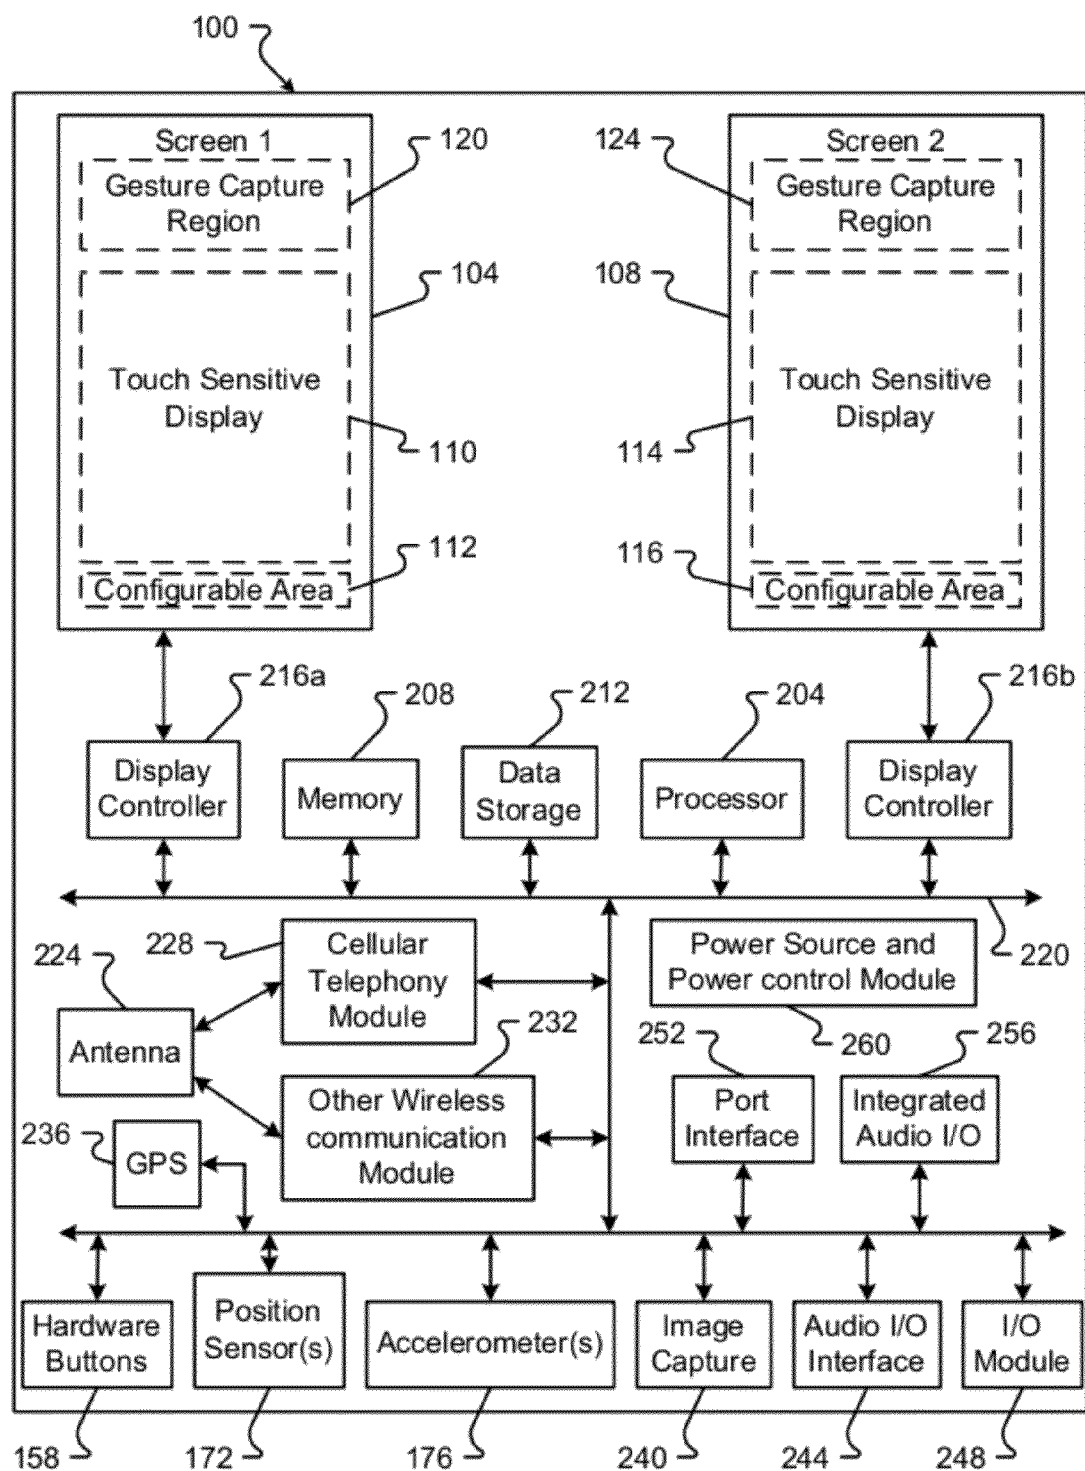 100
Screen 1
120
124
Screen 2
Gesture Capture
Region
Gesture Capture
Region
104
108
Touch Sensitive
Display
Touch Sensitive
Display
110
114
112
116
Configurable Area
Configurable Area
216a
208
212
204
216b
Display
Controller
Memory
Data
Storage
Processor
Display
Controller
228
Cellular
Telephony
Module
Power Source and
Power control Module
220
224
232
252
260
256
Antenna
Other Wireless
communication
Module
Port
Interface
Integrated
Audio I/O
236
GPS
Hardware
Buttons
Position
Sensor(s)
Accelerometer(s)
Image
Capture
Audio I/O
Interface
I/O
Module
158
172
176
240
244
248